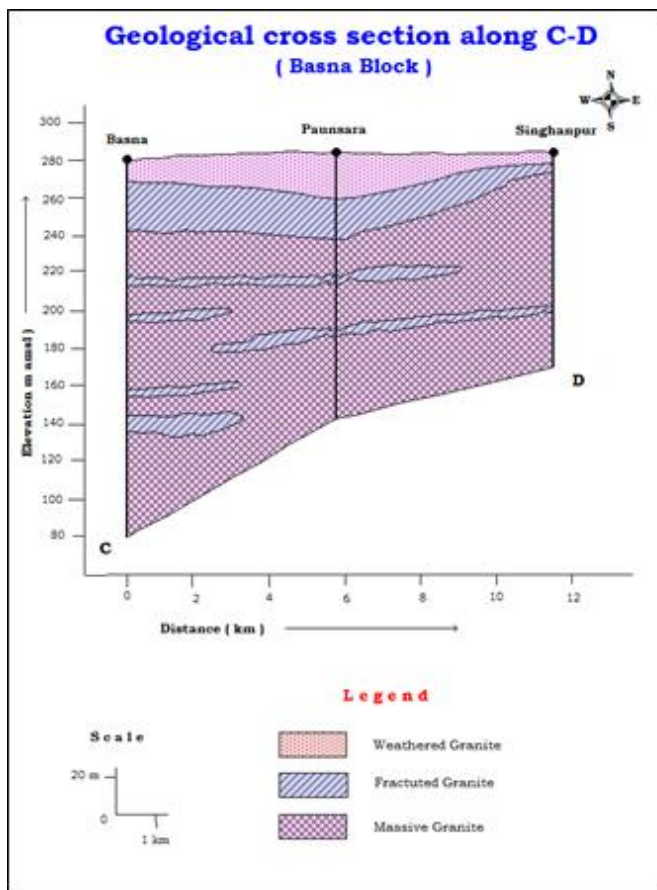 Geological cross section along C-D
( Basna Block )
N
W E
S
Basna
Paunsara
Singhanpur
300
280
260
240
220
200
180
160
140
120
100
80
Elevation m amsl )
C
D
0 2 4 6 8 10 12
Distance ( km )
Legend
Scale
20 m
0
1 km
Weathered Granite
Fractuted Granite
Massive Granite